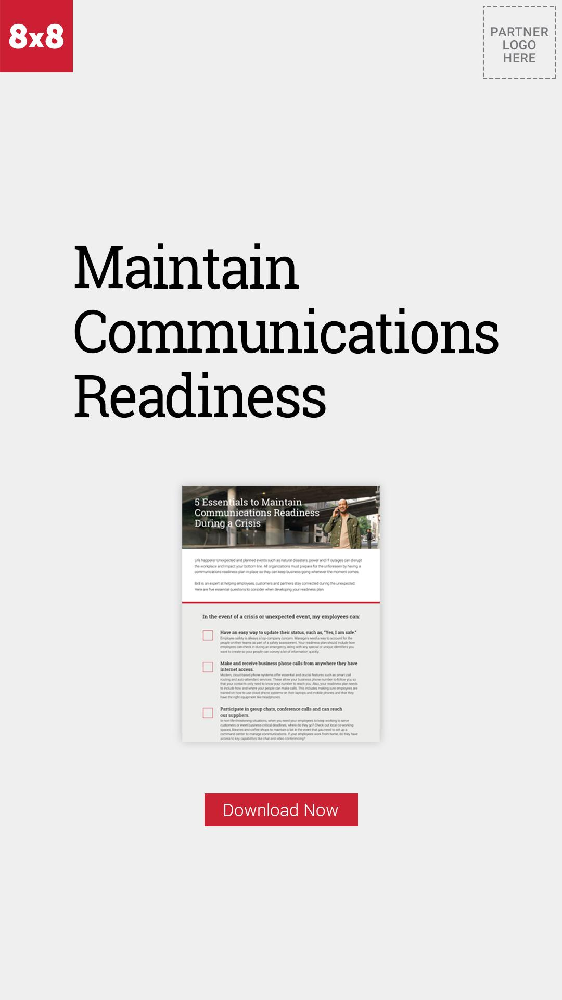 8x8
PARTNER
LOGO
HERE
Maintain
Communications
Readiness
5 Essentials to Maintain
Communications Readiness
During a Crisis
Life happens! Unexpected and planned events such as natural disasters, power and IT outages can disrupt
the workplace and impact your bottom line. All organizations must prepare for the unforeseen by having a
communications readiness plan in place so they can keep business going whenever the moment comes.
8x8 is an expert at helping employees, customers and partners stay connected during the unexpected.
Here are five essential questions to consider when developing your readiness plan.
In the event of a crisis or unexpected event, my employees can:
Have an easy way to update their status, such as, "Yes, I am safe."
Employee safety is always a top-company concern. Managers need a way to account for the
people on their teams as part of a safety assessment. Your readiness plan should include how
employees can check in during an emergency, along with any special or unique identifiers you
want to create so your people can convey a lot of information quickly.
Make and receive business phone calls from anywhere they have
internet access.
Modern, cloud-based phone systems offer essential and crucial features such as smart call
routing and auto-attendant services. These allow your business phone number to follow you so
that your contacts only need to know your number to reach you. Also, your readiness plan needs
to include how and where your people can make calls. This includes making sure employees are
trained on how to use cloud phone systems on their laptops and mobile phones and that they
have the right equipment like headphones.
Participate in group chats, conference calls and can reach
our suppliers.
In non-life-threatening situations, when you need your employees to keep working to serve
customers or meet business-critical deadlines, where do they go? Check out local co-working
spaces, libraries and coffee shops to maintain a list in the event that you need to set up a
command center to manage communications. If your employees work from home, do they have
access to key capabilities like chat and video conferencing?
Download Now